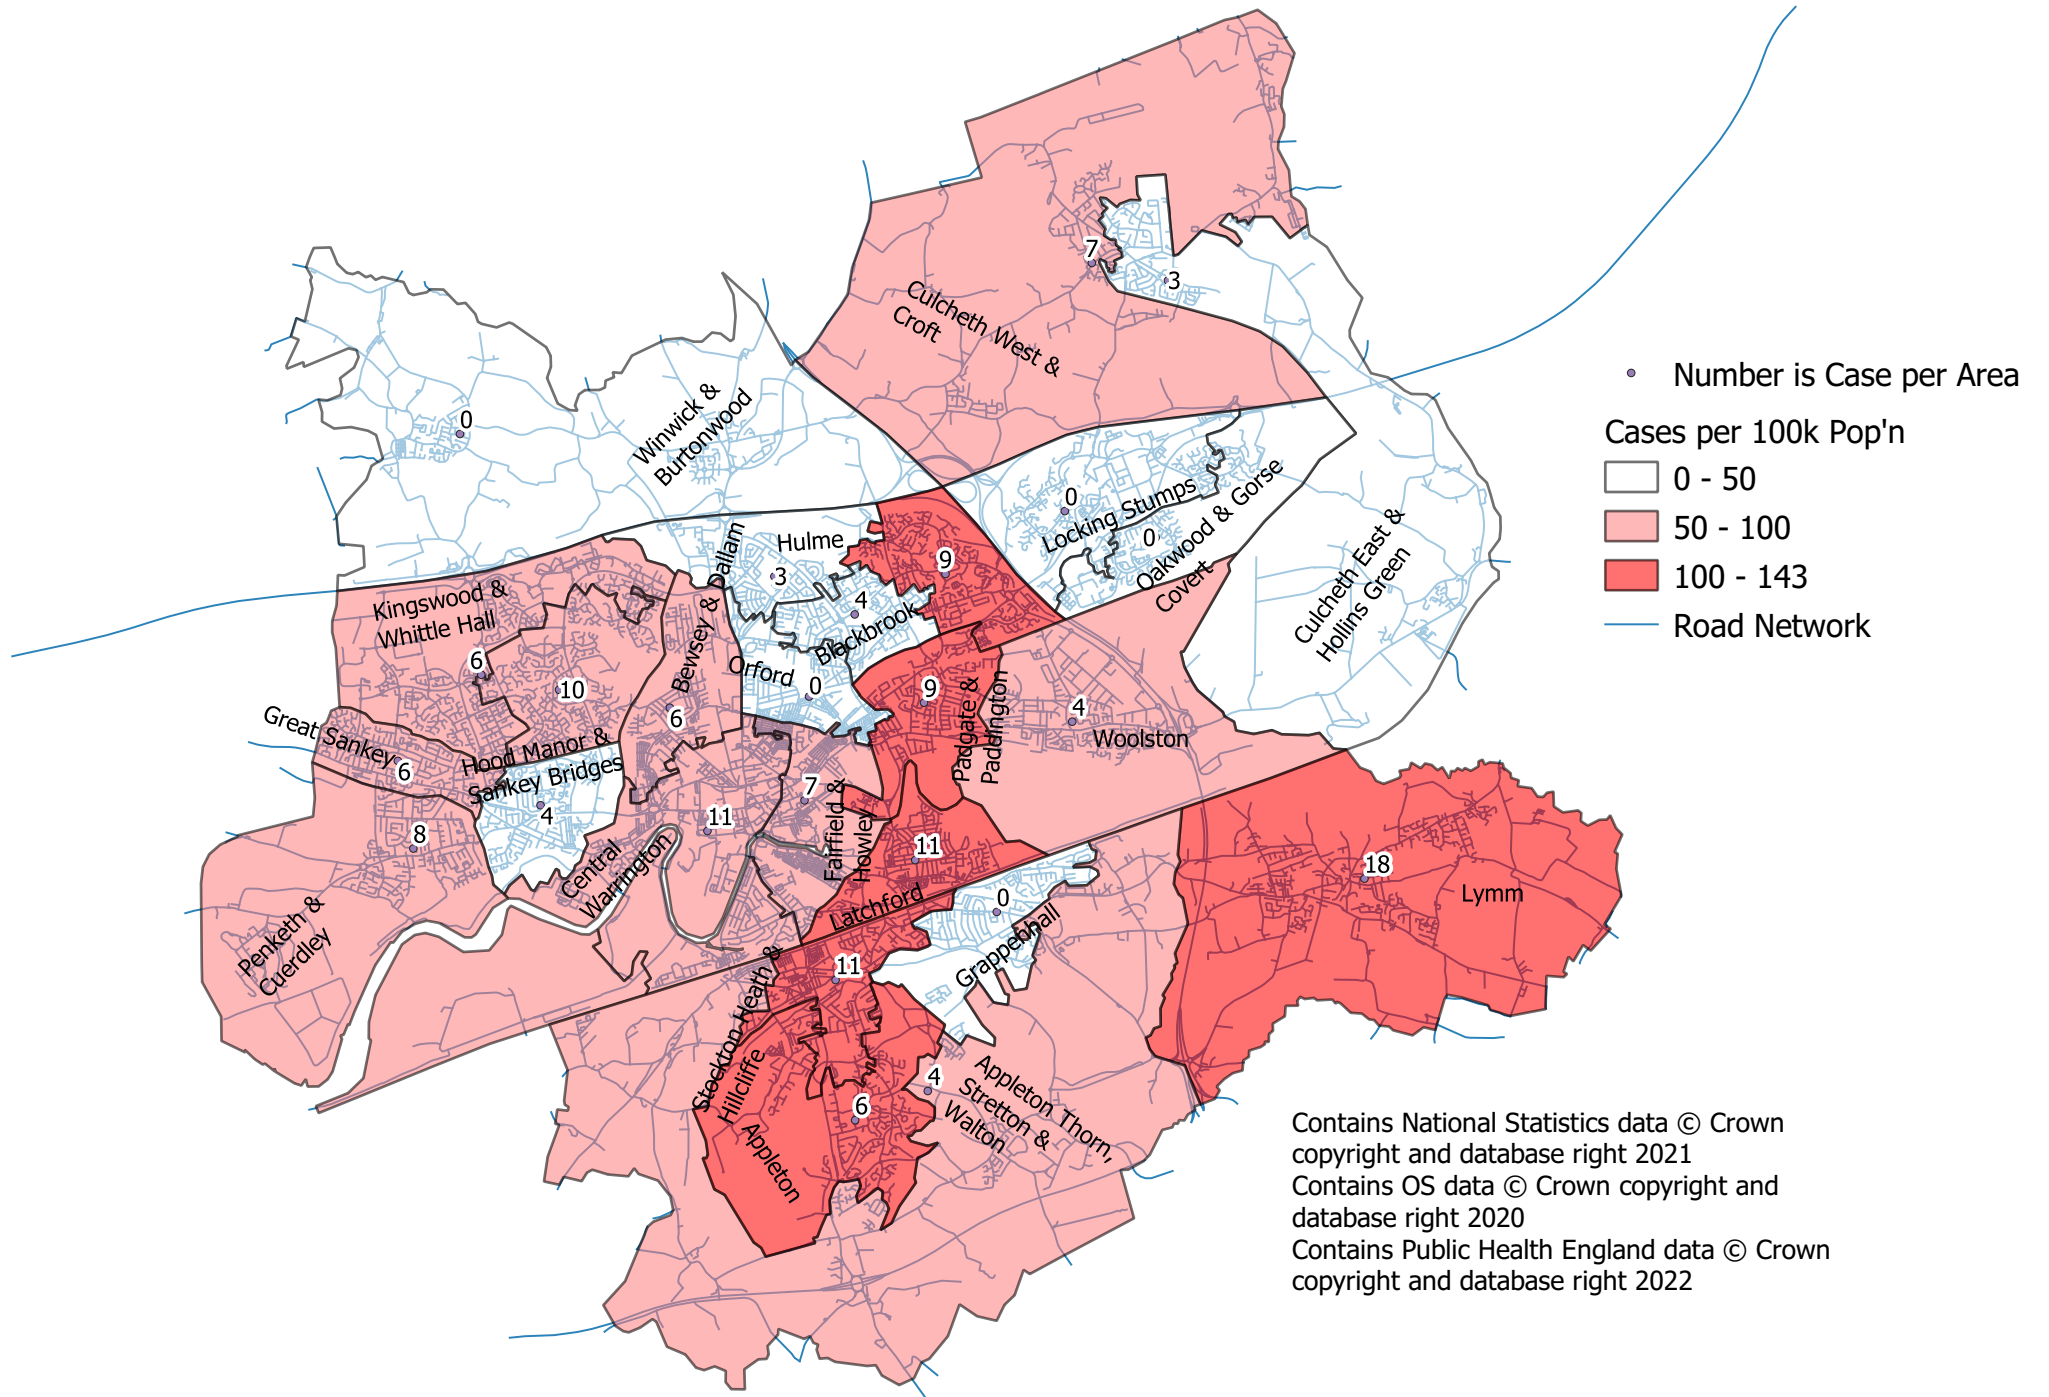 7
3
Culcheth West &
Croft
0
Winwick &
Burtonwood
Number is Case per Area
Cases per 100k Pop'n
0 - 50
50 - 100
100 - 143
Road Network
0
Locking Stumps
0
Oakwood & Gorse
Covert
Culcheth East &
Hollins Green
Hulme
3
9
4
Blackbrook
Bewsey & Dallam
6
Orford
0
Kingswood &
Whittle Hall
6
10
Great Sankey
6
Hood Manor &
Sankey Bridges
4
9
Padgate &
Paddington
4
Woolston
8
Penketh &
Cuerdley
11
Central
Warrington
7
Fairfield &
Howley
11
Latchford
18
Lymm
0
Grappenhall
11
Stockton Heath &
Hillcliffe
6
Appleton
4
Appleton Thorn,
Stretton &
Walton
Contains National Statistics data © Crown
copyright and database right 2021
Contains OS data © Crown copyright and
database right 2020
Contains Public Health England data © Crown
copyright and database right 2022